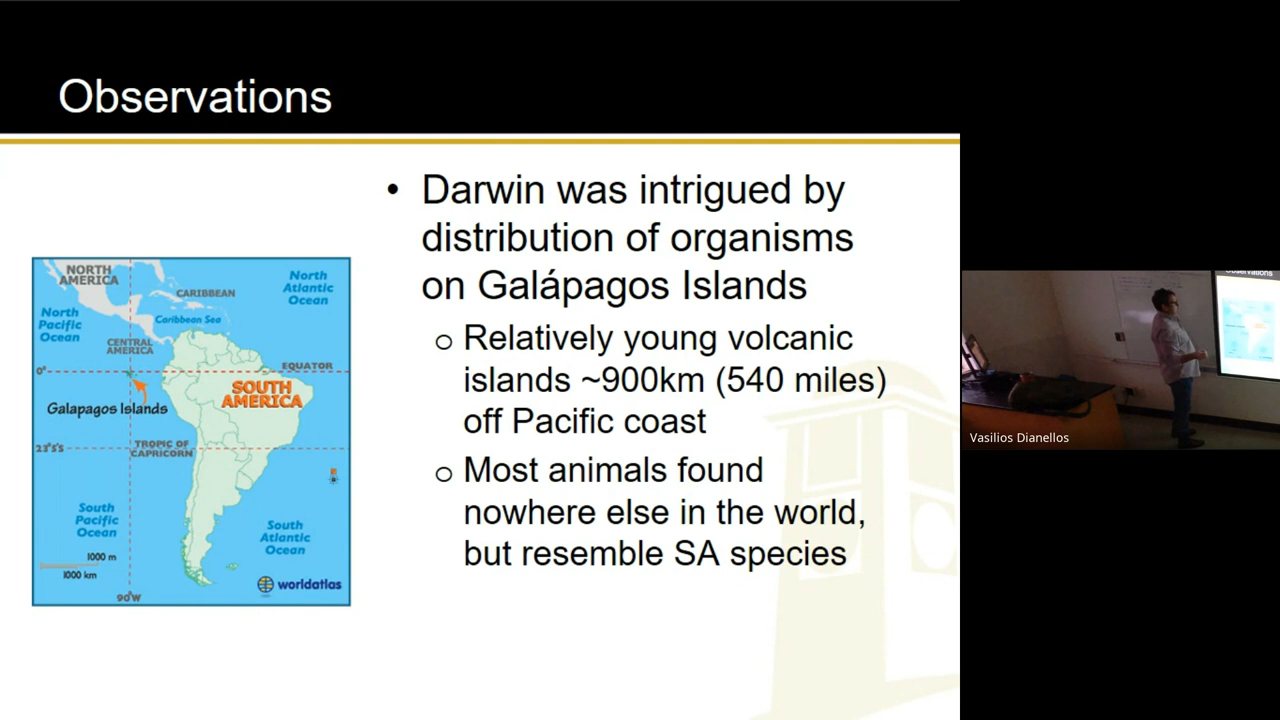 Observations
• Darwin was intrigued by
distribution of organisms
on Galápagos Islands
o Relatively young volcanic
islands ~900km (540 miles)
off Pacific coast
o Most animals found
nowhere else in the world,
but resemble SA species
NORTH
AMERICA
North
Atlantic
Ocean
CARIBBEAN
North
Pacific
Ocean
Caribbean Sea
CENTRAL
AMERICA
EQUATOR
0°
SOUTH
AMERICA
Galapagos Islands
TROPIC OF
CAPRICORN
South
Pacific
Ocean
South
Atlantic
Ocean
1000 m
1000 km
worldatlas
90°W
Observations
Vasilios Dianellos